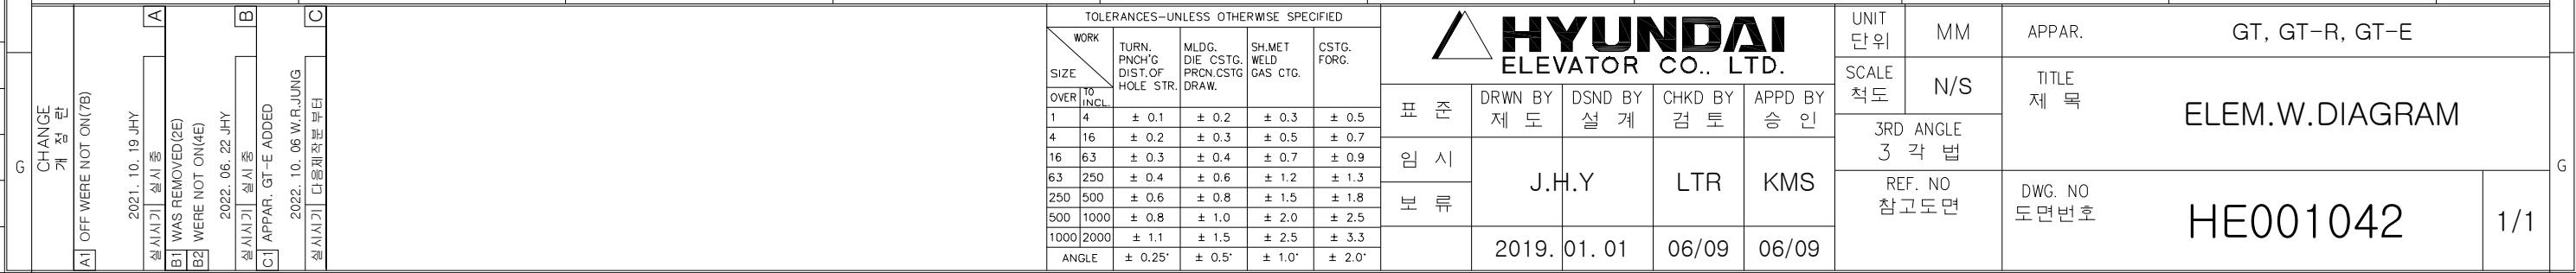 G
CHANGE
개 정 란
A1 OFF WERE NOT ON(7B)
2021. 10. 19 JHY
실시시기 실시 중 A
B1 WAS REMOVED(2E)
B2 WERE NOT ON(4E)
2022. 06. 22 JHY
실시시기 실시 중 B
C1 APPAR. GT-E ADDED
2022. 10. 06 W.R.JUNG
실시시기 다음제작분 부터 C
TOLERANCES-UNLESS OTHERWISE SPECIFIED
WORK
SIZE
OVER TO INCL.
TURN.
PNCH'G
DIST.OF
HOLE STR.
MLDG.
DIE CSTG.
PRCN.CSTG
DRAW.
SH.MET
WELD
GAS CTG.
CSTG.
FORG.
1 4 ± 0.1 ± 0.2 ± 0.3 ± 0.5
4 16 ± 0.2 ± 0.3 ± 0.5 ± 0.7
16 63 ± 0.3 ± 0.4 ± 0.7 ± 0.9
63 250 ± 0.4 ± 0.6 ± 1.2 ± 1.3
250 500 ± 0.6 ± 0.8 ± 1.5 ± 1.8
500 1000 ± 0.8 ± 1.0 ± 2.0 ± 2.5
1000 2000 ± 1.1 ± 1.5 ± 2.5 ± 3.3
ANGLE ± 0.25° ± 0.5° ± 1.0° ± 2.0°
HYUNDAI
ELEVATOR CO., LTD.
표 준
임 시
보 류
DRWN BY
제 도
DSND BY
설 계
CHKD BY
검 토
APPD BY
승 인
J.H.Y LTR KMS
2019. 01. 01 06/09 06/09
UNIT
단위
MM
SCALE
척도
N/S
3RD ANGLE
3 각 법
REF. NO
참고도면
APPAR. GT, GT-R, GT-E
TITLE
제 목
ELEM.W.DIAGRAM
DWG. NO
도면번호
HE001042
1/1
G